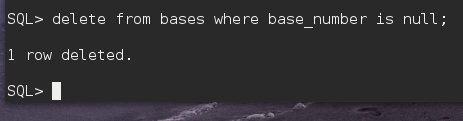 SQL> delete from bases where base_number is null;
1 row deleted.
SQL>